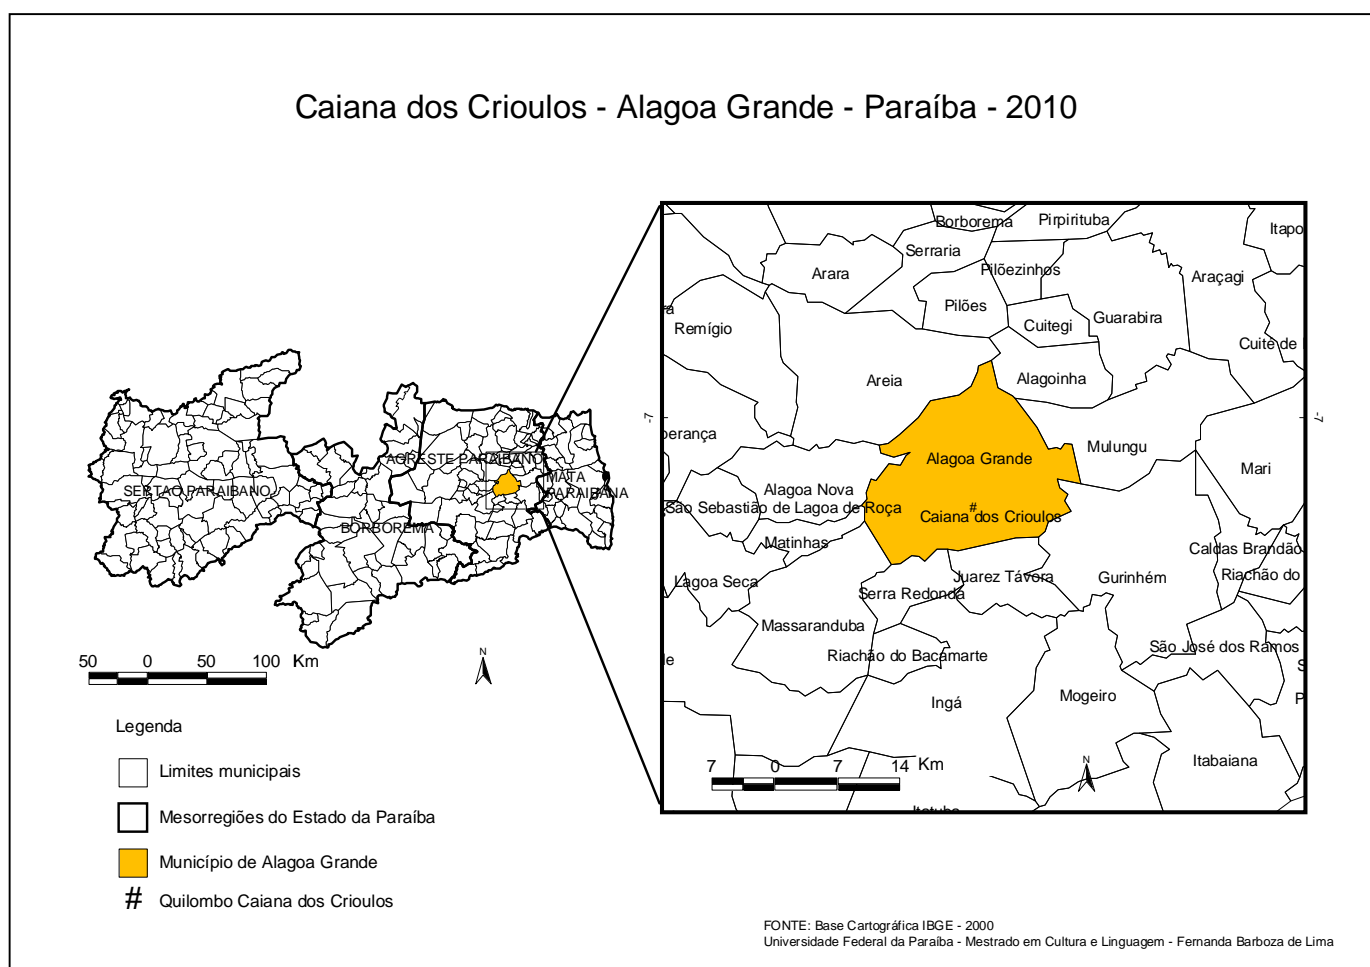 Caiana dos Crioulos - Alagoa Grande - Paraíba - 2010
Borborema
Pirpirituba
Itapo
Serraria
Pilõezinhos
Arara
Araçagi
Pilões
Remígio
Cuitegi
Guarabira
Cuité de
Areia
Alagoinha
-7
-7
perança
Mulungu
Alagoa Grande
Mari
Alagoa Nova
São Sebastião de Lagoa de Roça
#
Caiana dos Crioulos
Matinhas
Caldas Brandão
Lagoa Seca
Juarez Távora
Gurinhém
Riachão do
Serra Redonda
Massaranduba
Riachão do Bacamarte
São José dos Ramos
Ingá
Mogeiro
Itabaiana
7 0 7 14 Km
N
AGRESTE PARAIBANO
MATA
PARAIBANA
SERTAO PARAIBANO
BORBOREMA
50 0 50 100 Km
N
Legenda
Limites municipais
Mesorregiões do Estado da Paraíba
Município de Alagoa Grande
# Quilombo Caiana dos Crioulos
FONTE: Base Cartográfica IBGE - 2000
Universidade Federal da Paraíba - Mestrado em Cultura e Linguagem - Fernanda Barboza de Lima